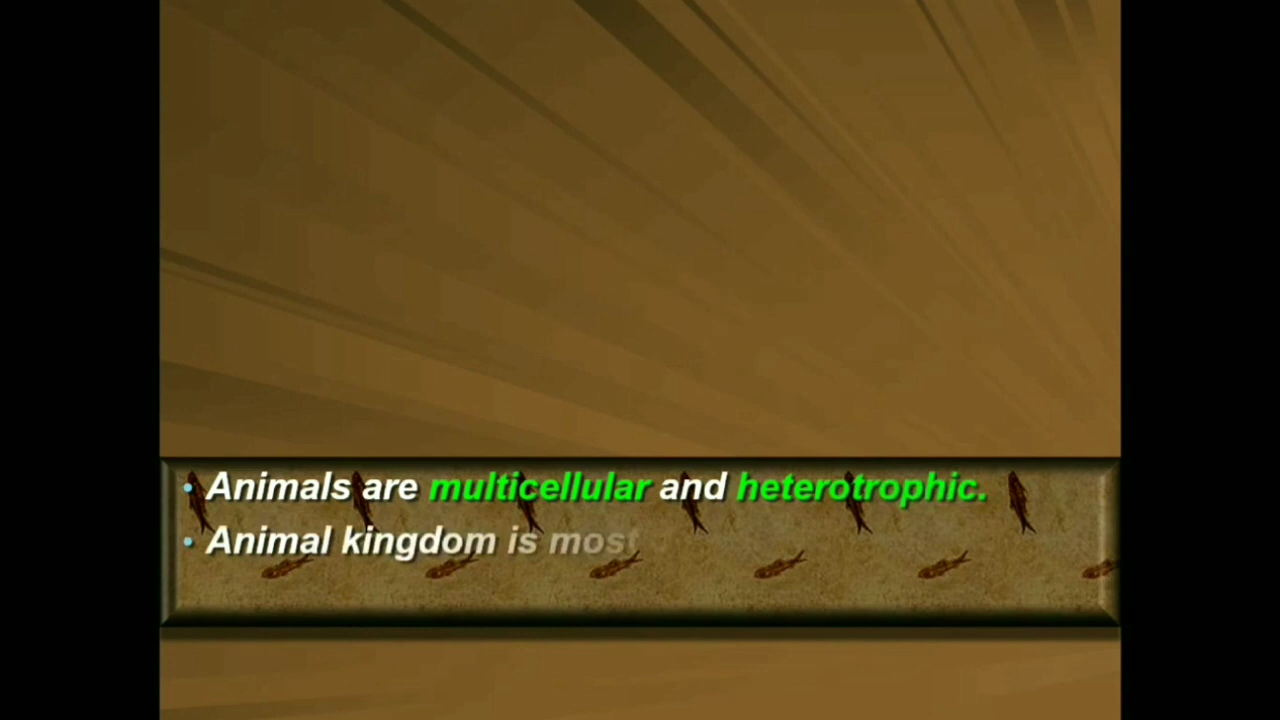 • Animals are multicellular and heterotrophic.
• Animal kingdom is most